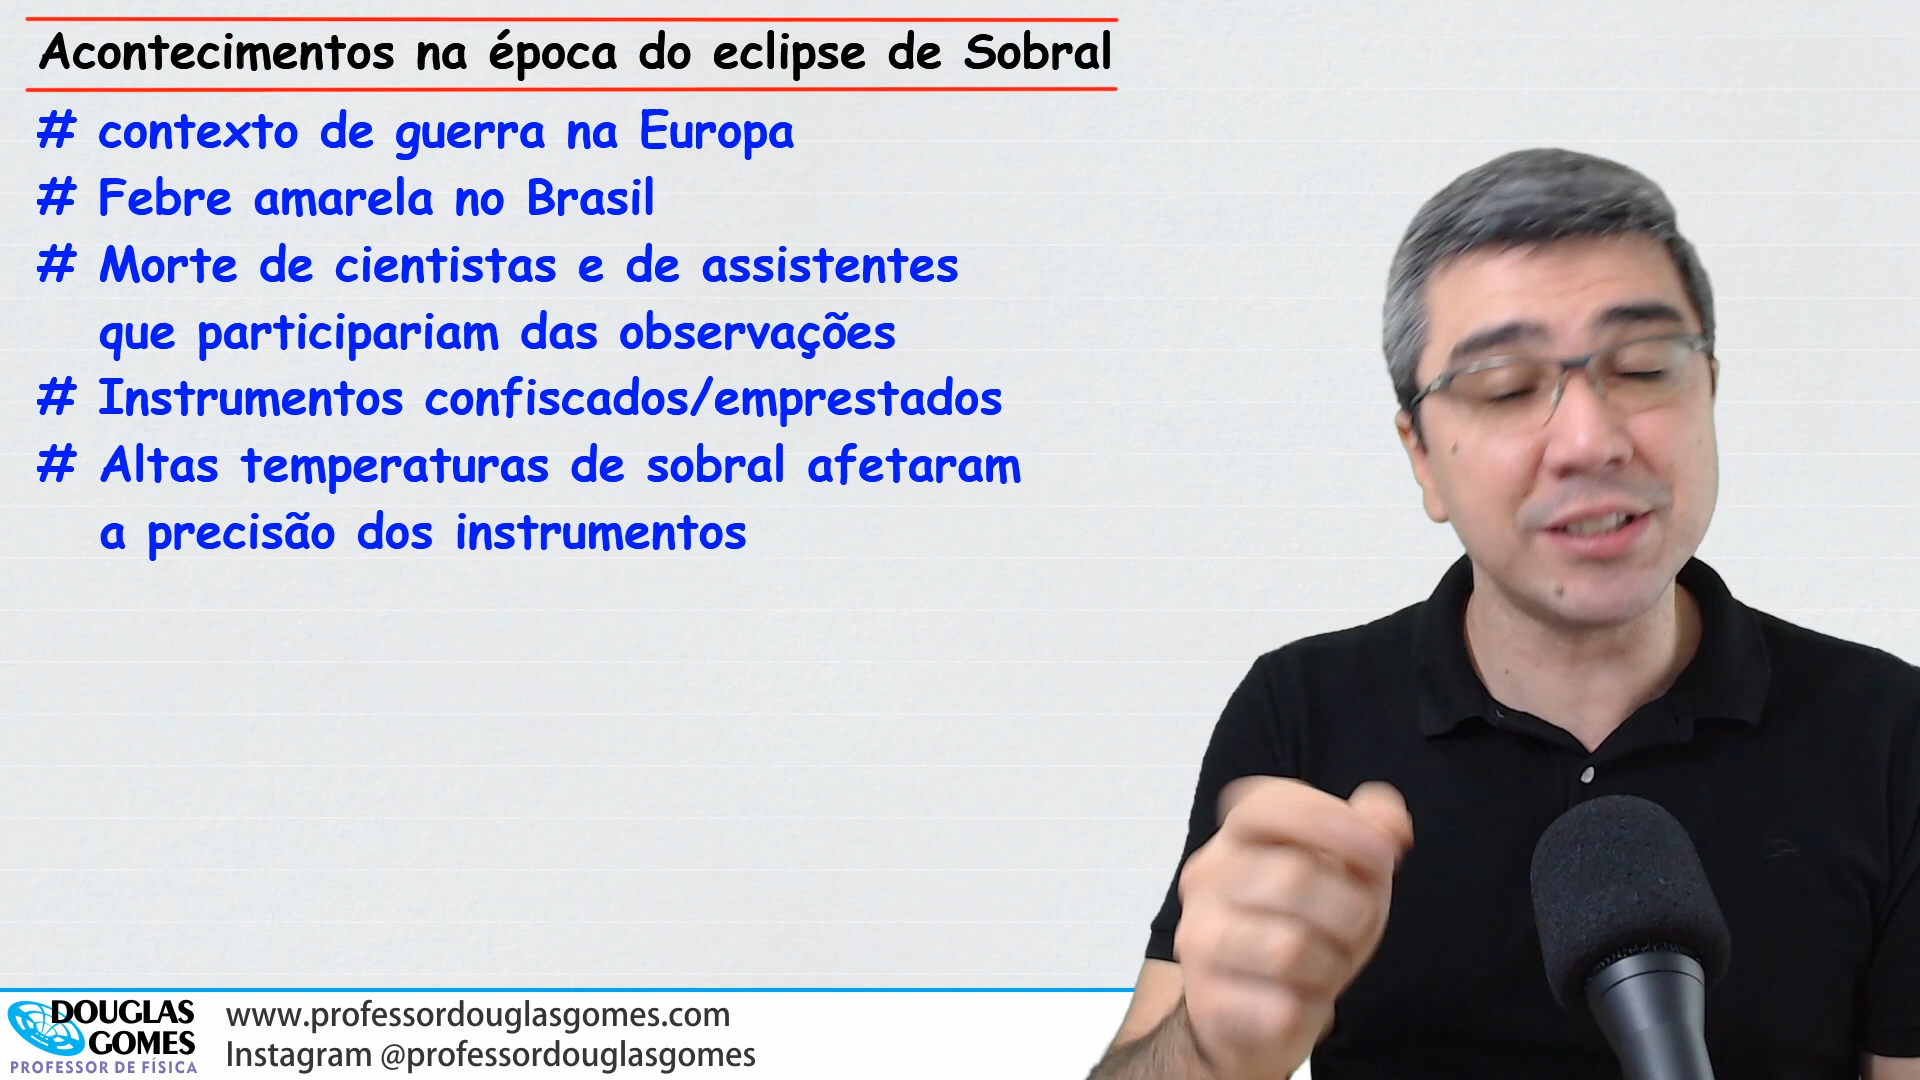 Acontecimentos na época do eclipse de Sobral
# contexto de guerra na Europa
# Febre amarela no Brasil
# Morte de cientistas e de assistentes
que participariam das observações
# Instrumentos confiscados/emprestados
# Altas temperaturas de sobral afetaram
a precisão dos instrumentos
DOUGLAS
GOMES
PROFESSOR DE FÍSICA
www.professordouglasgomes.com
Instagram @professordouglasgomes